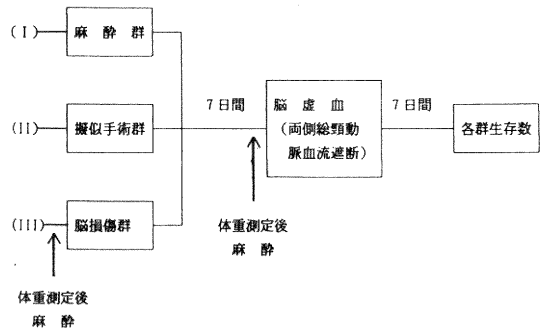 (I)
麻酔群
(II)
擬似手術群
(III)
脳損傷群
体重測定後
麻酔
7日間
体重測定後
麻酔
脳虚血
(両側総頸動
脈血流遮断)
7日間
各群生存数